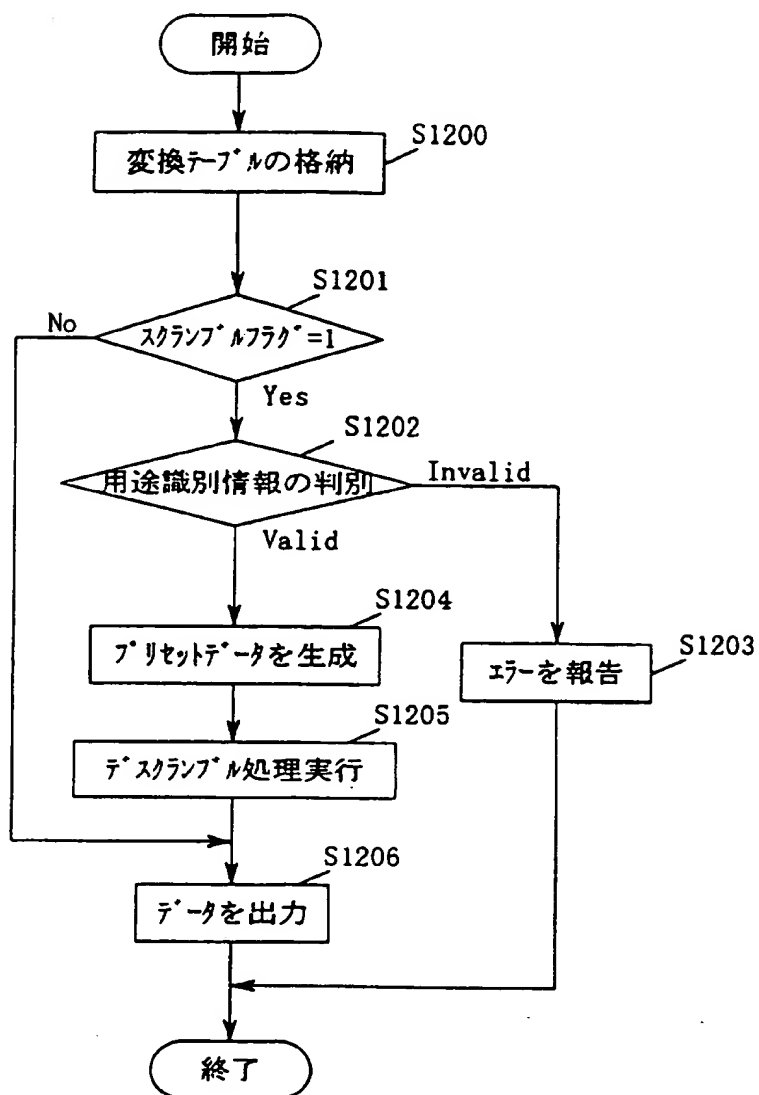 開始
S1200
変換テーブルの格納
S1201
No
スクランブルフラグ=1
Yes
S1202
用途識別情報の判別
Invalid
Valid
S1204
プリセットデータを生成
S1203
エラーを報告
S1205
デスクランブル処理実行
S1206
データを出力
終了